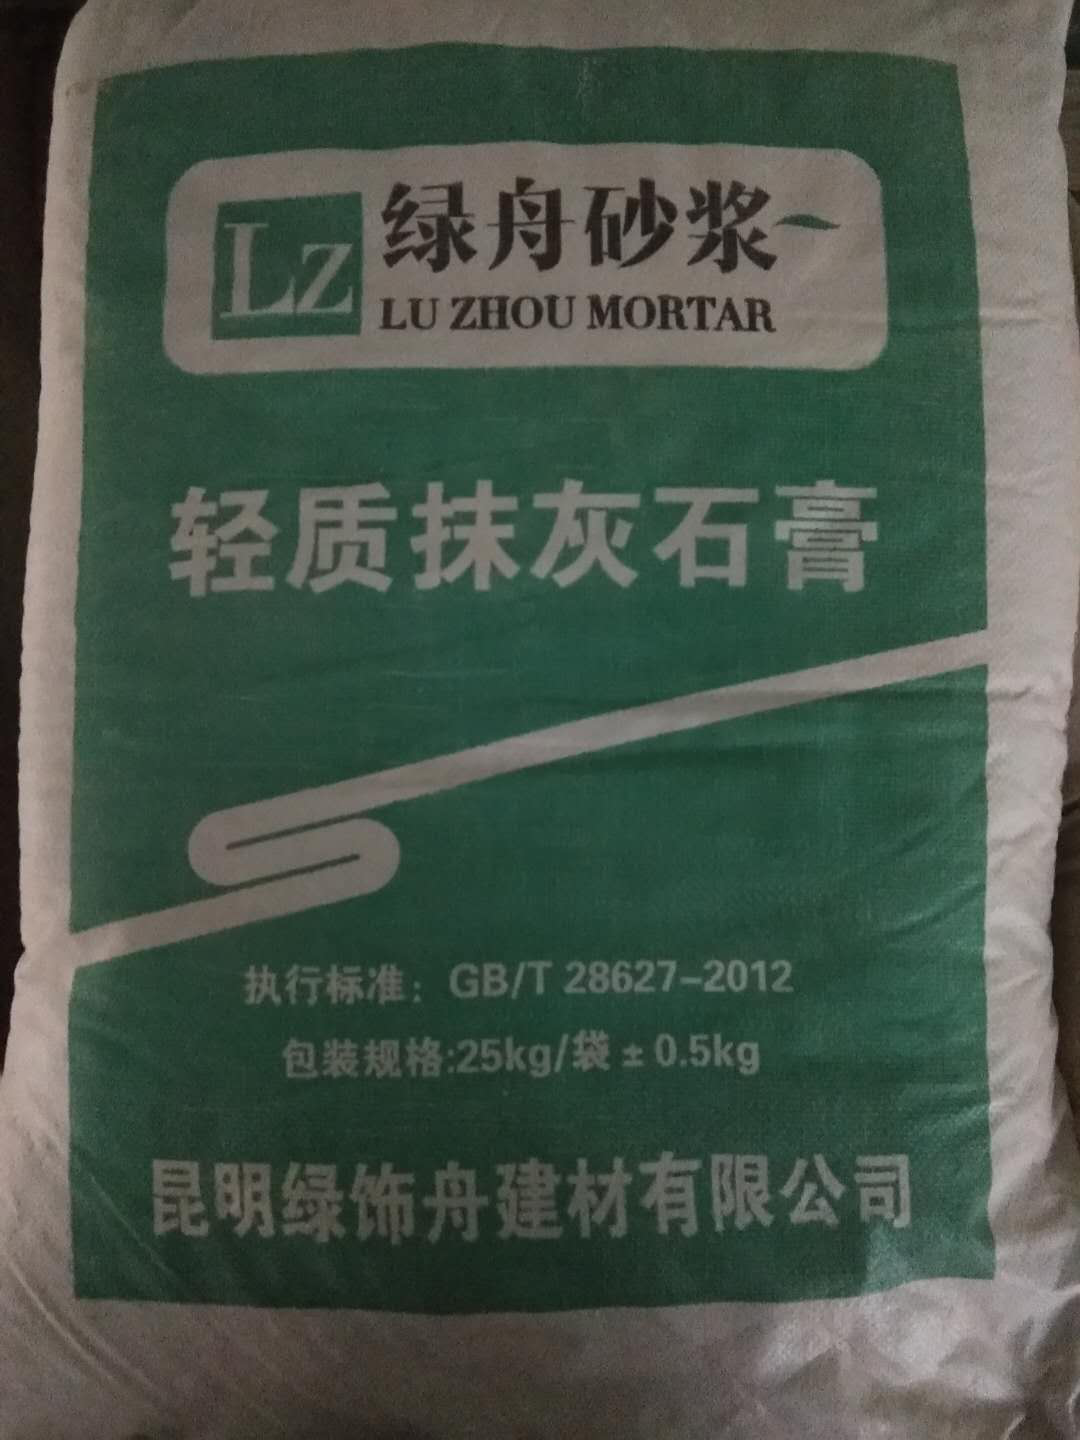 LZ
绿舟砂浆
LU ZHOU MORTAR
轻质抹灰石膏
执行标准：GB/T 28627-2012
包装规格:25kg/袋±0.5kg
昆明绿饰舟建材有限公司